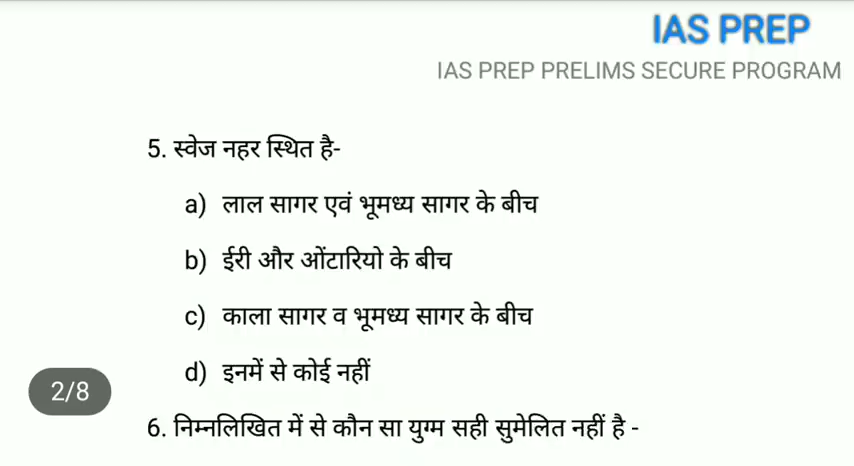 IAS PREP
IAS PREP PRELIMS SECURE PROGRAM
5. स्वेज नहर स्थित है-
a) लाल सागर एवं भूमध्य सागर के बीच
b) ईरी और ओंटारियो के बीच
c) काला सागर व भूमध्य सागर के बीच
d) इनमें से कोई नहीं
2/8
6. निम्नलिखित में से कौन सा युग्म सही सुमेलित नहीं है -